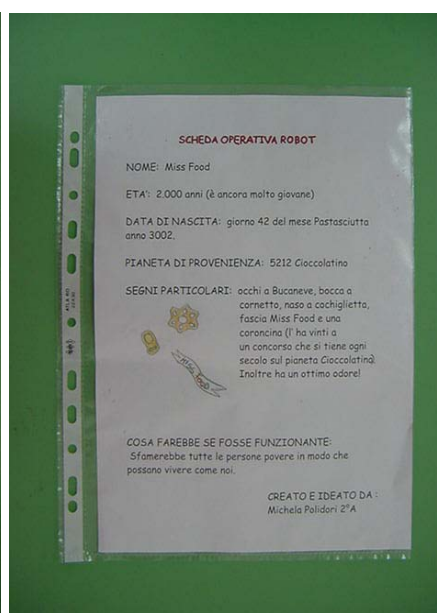 SCHEDA OPERATIVA ROBOT
NOME: Miss Food
ETA': 2.000 anni (è ancora molto giovane)
DATA DI NASCITA: giorno 42 del mese Pastasciutta
anno 3002.
PIANETA DI PROVENIENZA: 5212 Cioccolatino
SEGNI PARTICOLARI: occhi a Bucaneve, bocca a
cornetto, naso a cochiglietta,
fascia Miss Food e una
coroncina (l' ha vinti a
un concorso che si tiene ogni
secolo sul pianeta Cioccolatino.
Inoltre ha un ottimo odore!
MISS FOOD
COSA FAREBBE SE FOSSE FUNZIONANTE:
Sfamerebbe tutte le persone povere in modo che
possano vivere come noi.
CREATO E IDEATO DA :
Michela Polidori 2°A